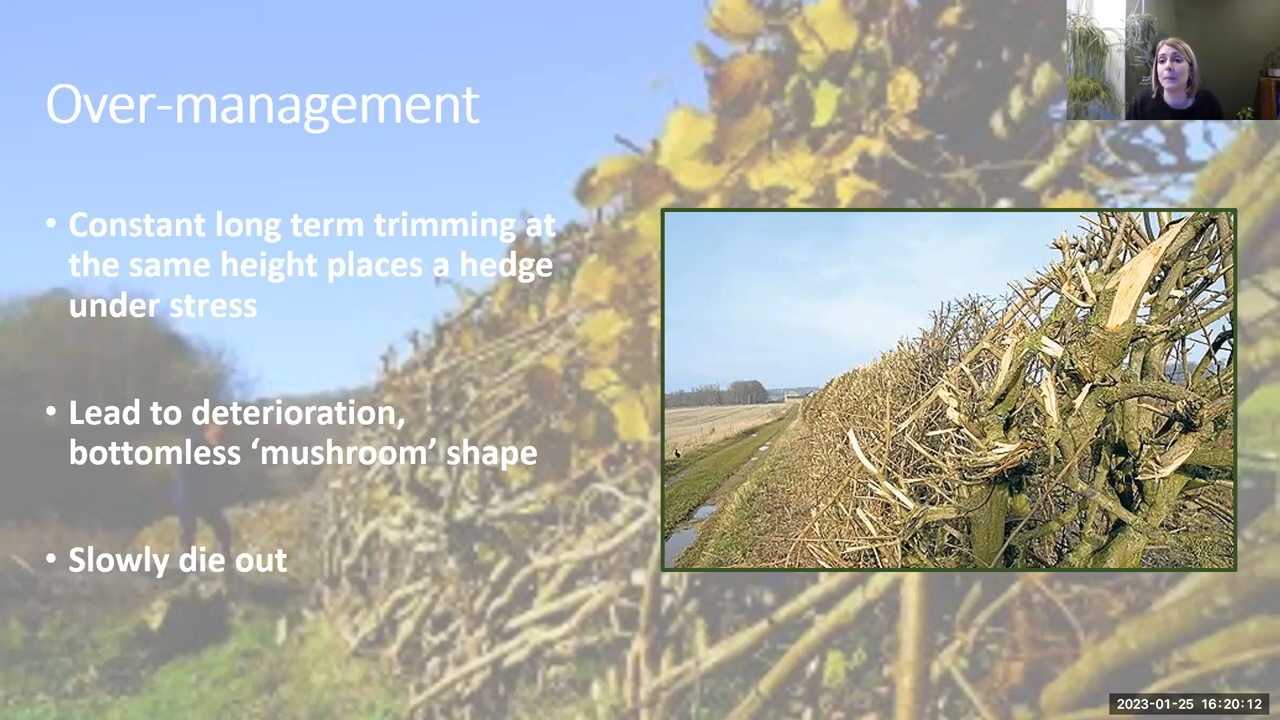 Over-management
• Constant long term trimming at
the same height places a hedge
under stress
• Lead to deterioration,
bottomless ‘mushroom’ shape
• Slowly die out
2023-01-25 16:20:12